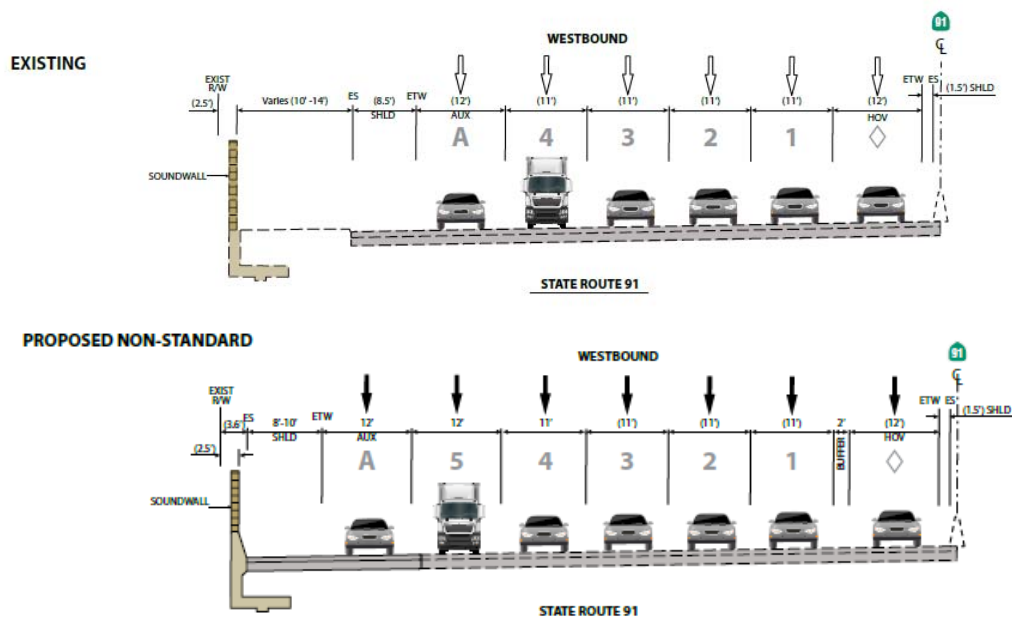 91
WESTBOUND
℄
EXISTING
EXIST
R/W
ETW ES
(2.5')
Varies (10' -14')
ES
(8.5')
SHLD
ETW
(12')
AUX
(11')
(11')
(11')
(11')
(12')
HOV
(1.5') SHLD
A
4
3
2
1
SOUNDWALL
STATE ROUTE 91
PROPOSED NON-STANDARD
91
WESTBOUND
℄
EXIST
R/W
ETW ES
(3.6')
ES
8'-10'
SHLD
ETW
12'
AUX
12'
11'
(11')
(11')
(11')
2'
BUFFER
(12')
HOV
(1.5') SHLD
(2.5')
A
5
4
3
2
1
SOUNDWALL
STATE ROUTE 91